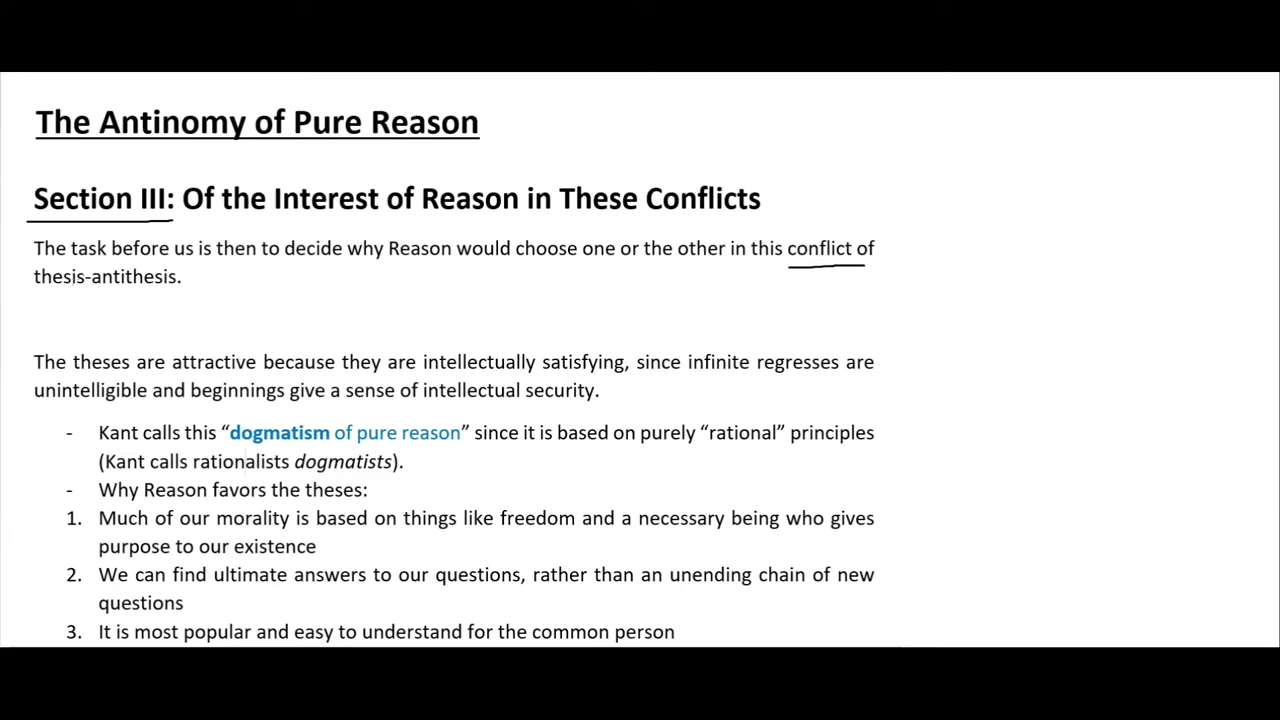 The Antinomy of Pure Reason
Section III: Of the Interest of Reason in These Conflicts
The task before us is then to decide why Reason would choose one or the other in this conflict of
thesis-antithesis.
The theses are attractive because they are intellectually satisfying, since infinite regresses are
unintelligible and beginnings give a sense of intellectual security.
- Kant calls this “dogmatism of pure reason” since it is based on purely “rational” principles
(Kant calls rationalists dogmatists).
- Why Reason favors the theses:
1. Much of our morality is based on things like freedom and a necessary being who gives
purpose to our existence
2. We can find ultimate answers to our questions, rather than an unending chain of new
questions
3. It is most popular and easy to understand for the common person